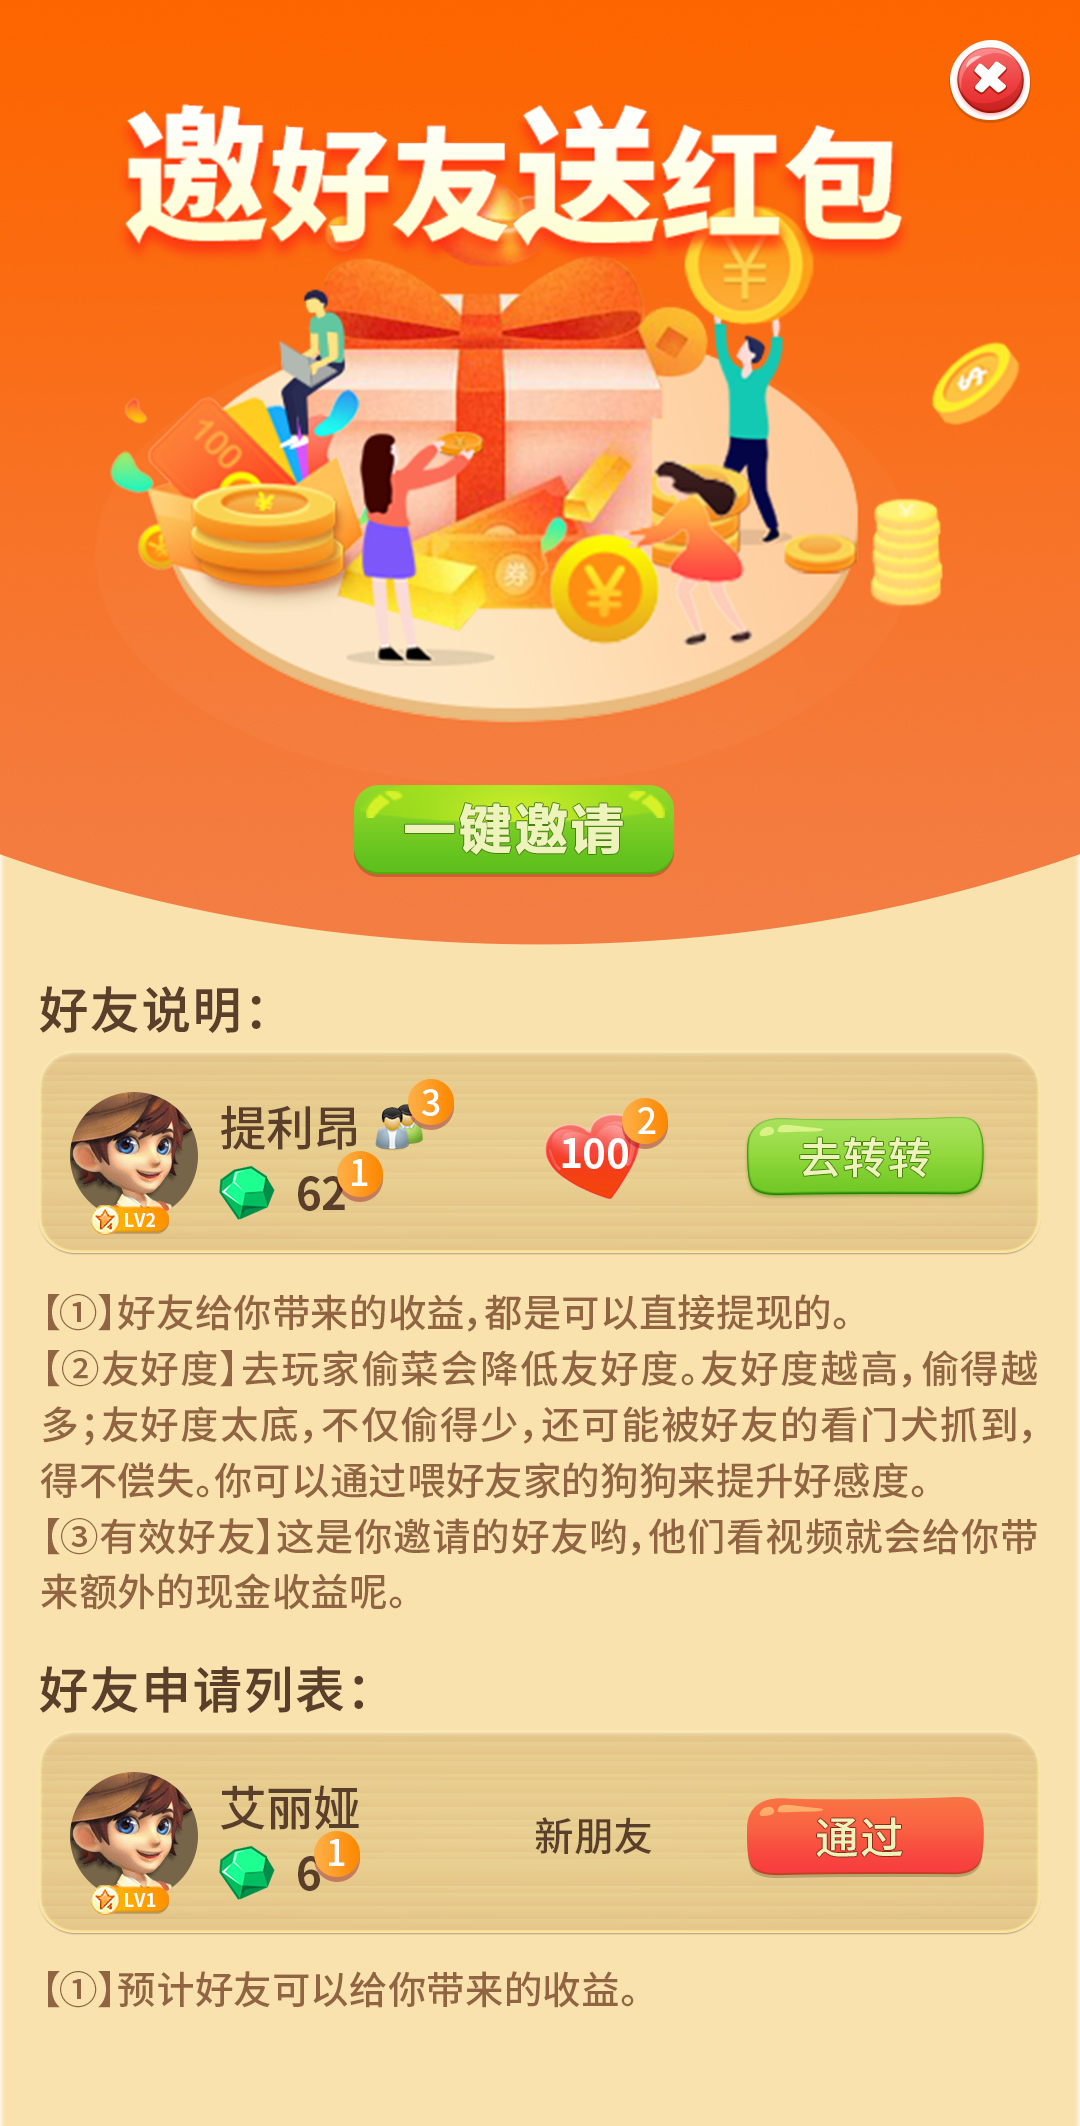 邀好友送红包
100
券
一键邀请
好友说明：
提利昂
3
2
100
去转转
1
62
LV2
【①】好友给你带来的收益，都是可以直接提现的。
【②友好度】去玩家偷菜会降低友好度。友好度越高，偷得越
多；友好度太底，不仅偷得少，还可能被好友的看门犬抓到，
得不偿失。你可以通过喂好友家的狗狗来提升好感度。
【③有效好友】这是你邀请的好友哟，他们看视频就会给你带
来额外的现金收益呢。
好友申请列表：
艾丽娅
新朋友
通过
1
6
LV1
【①】预计好友可以给你带来的收益。